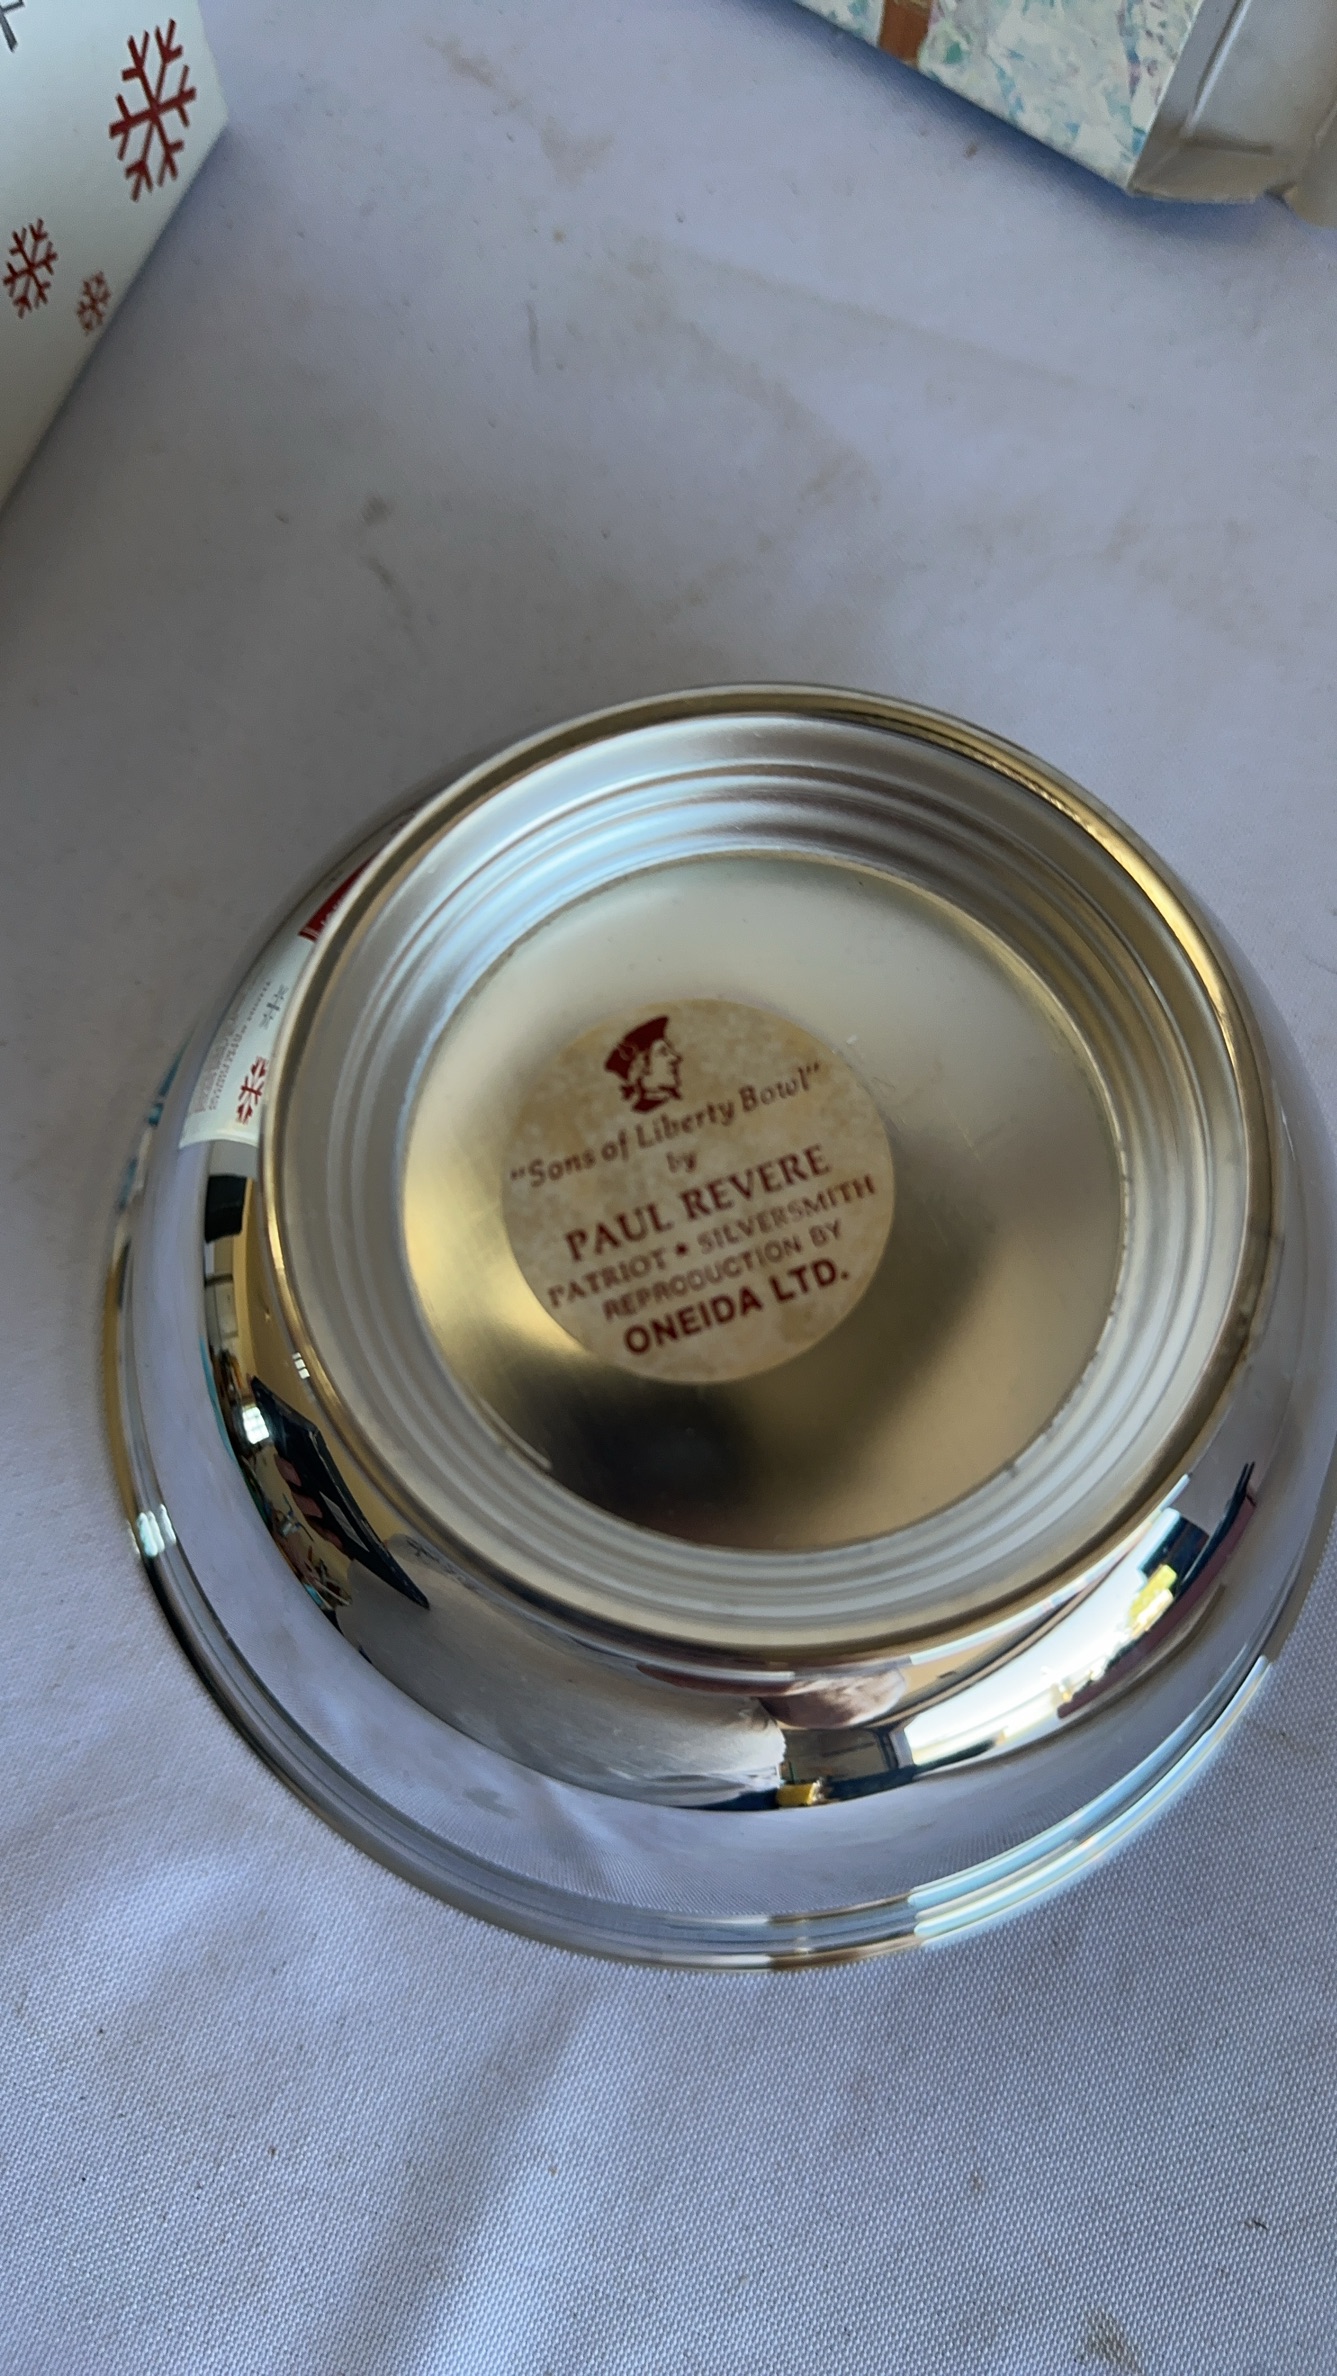 "Sons of Liberty Bowl"
by
PAUL REVERE
PATRIOT • SILVERSMITH
REPRODUCTION BY
ONEIDA LTD.